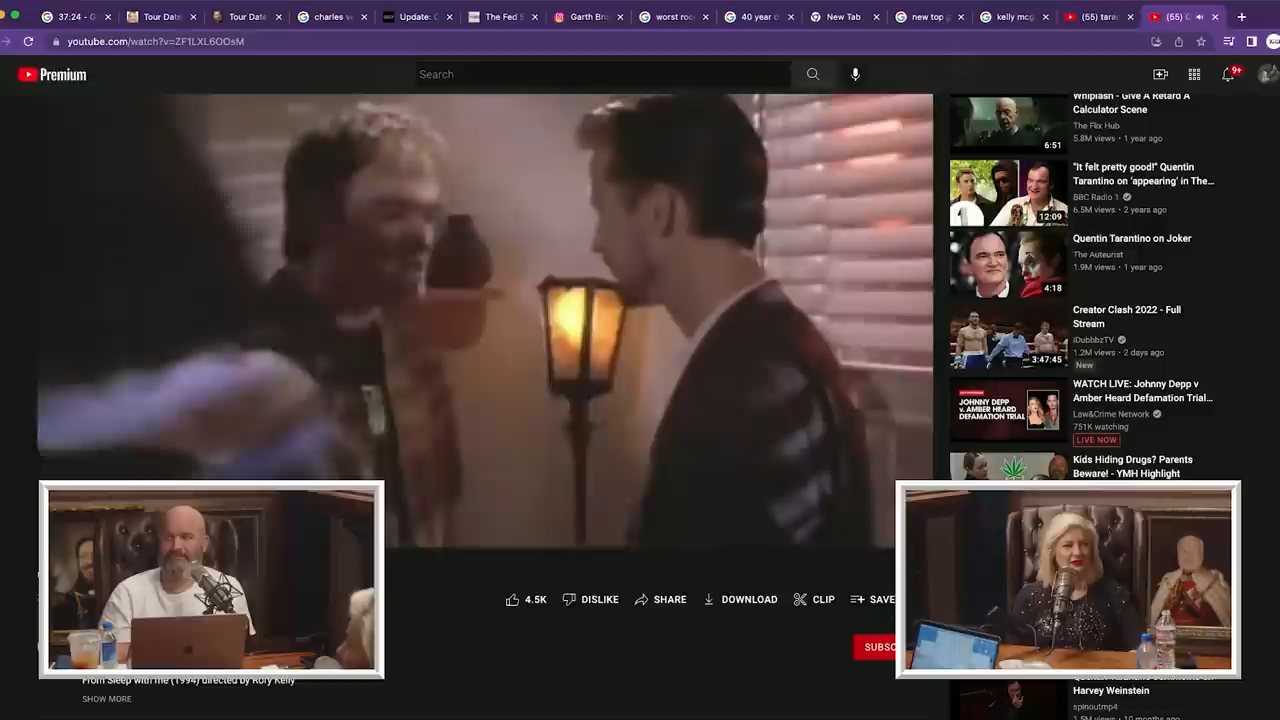 37:24 -
Tour Date
Tour Date
charles v
Update: C
The Fed S
Garth Bro
worst roo
40 year o
New Tab
new top g
kelly mcg
(55) tara
(55)
youtube.com/watch?v=ZF1LXL6OOsM
Premium
Search
9+
Whiplash - Give A Retard A
Calculator Scene
The Flix Hub
5.8M views • 1 year ago
6:51
"It felt pretty good!" Quentin
Tarantino on 'appearing' in The...
BBC Radio 1
6.5M views • 2 years ago
12:09
Quentin Tarantino on Joker
The Auteurist
1.9M views • 1 year ago
4:18
Creator Clash 2022 - Full
Stream
iDubbbzTV
1.2M views • 2 days ago
New
3:47:45
WATCH LIVE: Johnny Depp v
Amber Heard Defamation Trial...
Law&Crime Network
751K watching
LIVE NOW
JOHNNY DEPP
V. AMBER HEARD
DEFAMATION TRIAL
Kids Hiding Drugs? Parents
Beware! - YMH Highlight
4.5K
DISLIKE
SHARE
DOWNLOAD
CLIP
SAVE
SUBSC
From Sleep with me (1994) directed by Rory Kelly
SHOW MORE
Harvey Weinstein
spinoutmp4
1.5M views • 10 months ago